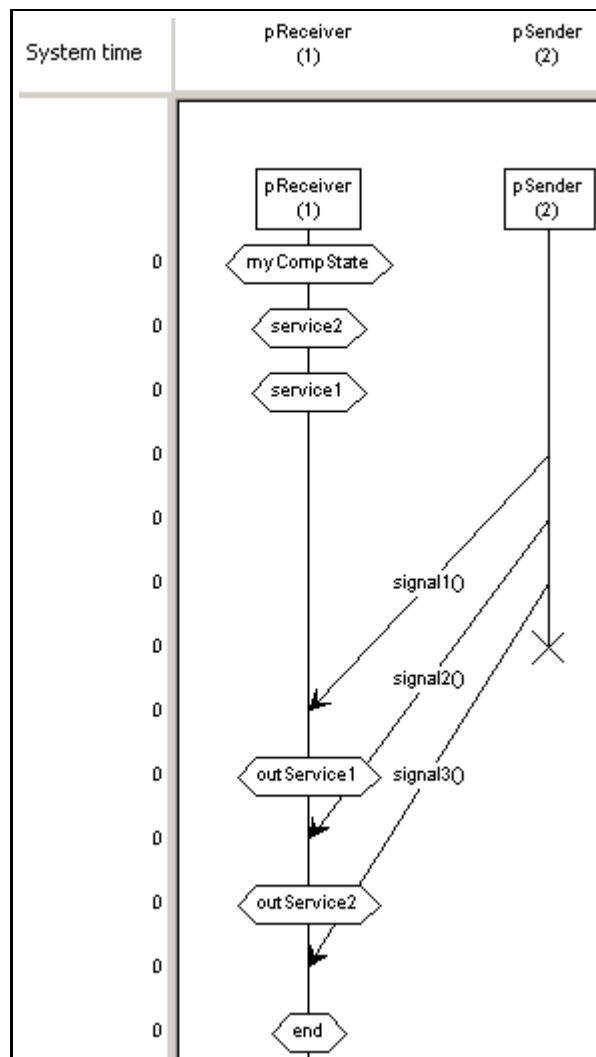 pReceiver
(1)
pSender
(2)
System time
pReceiver
(1)
pSender
(2)
0
myCompState
0
service2
0
service1
0
0
0
signal1()
0
signal2()
0
0
outService1
signal3()
0
0
outService2
0
0
end